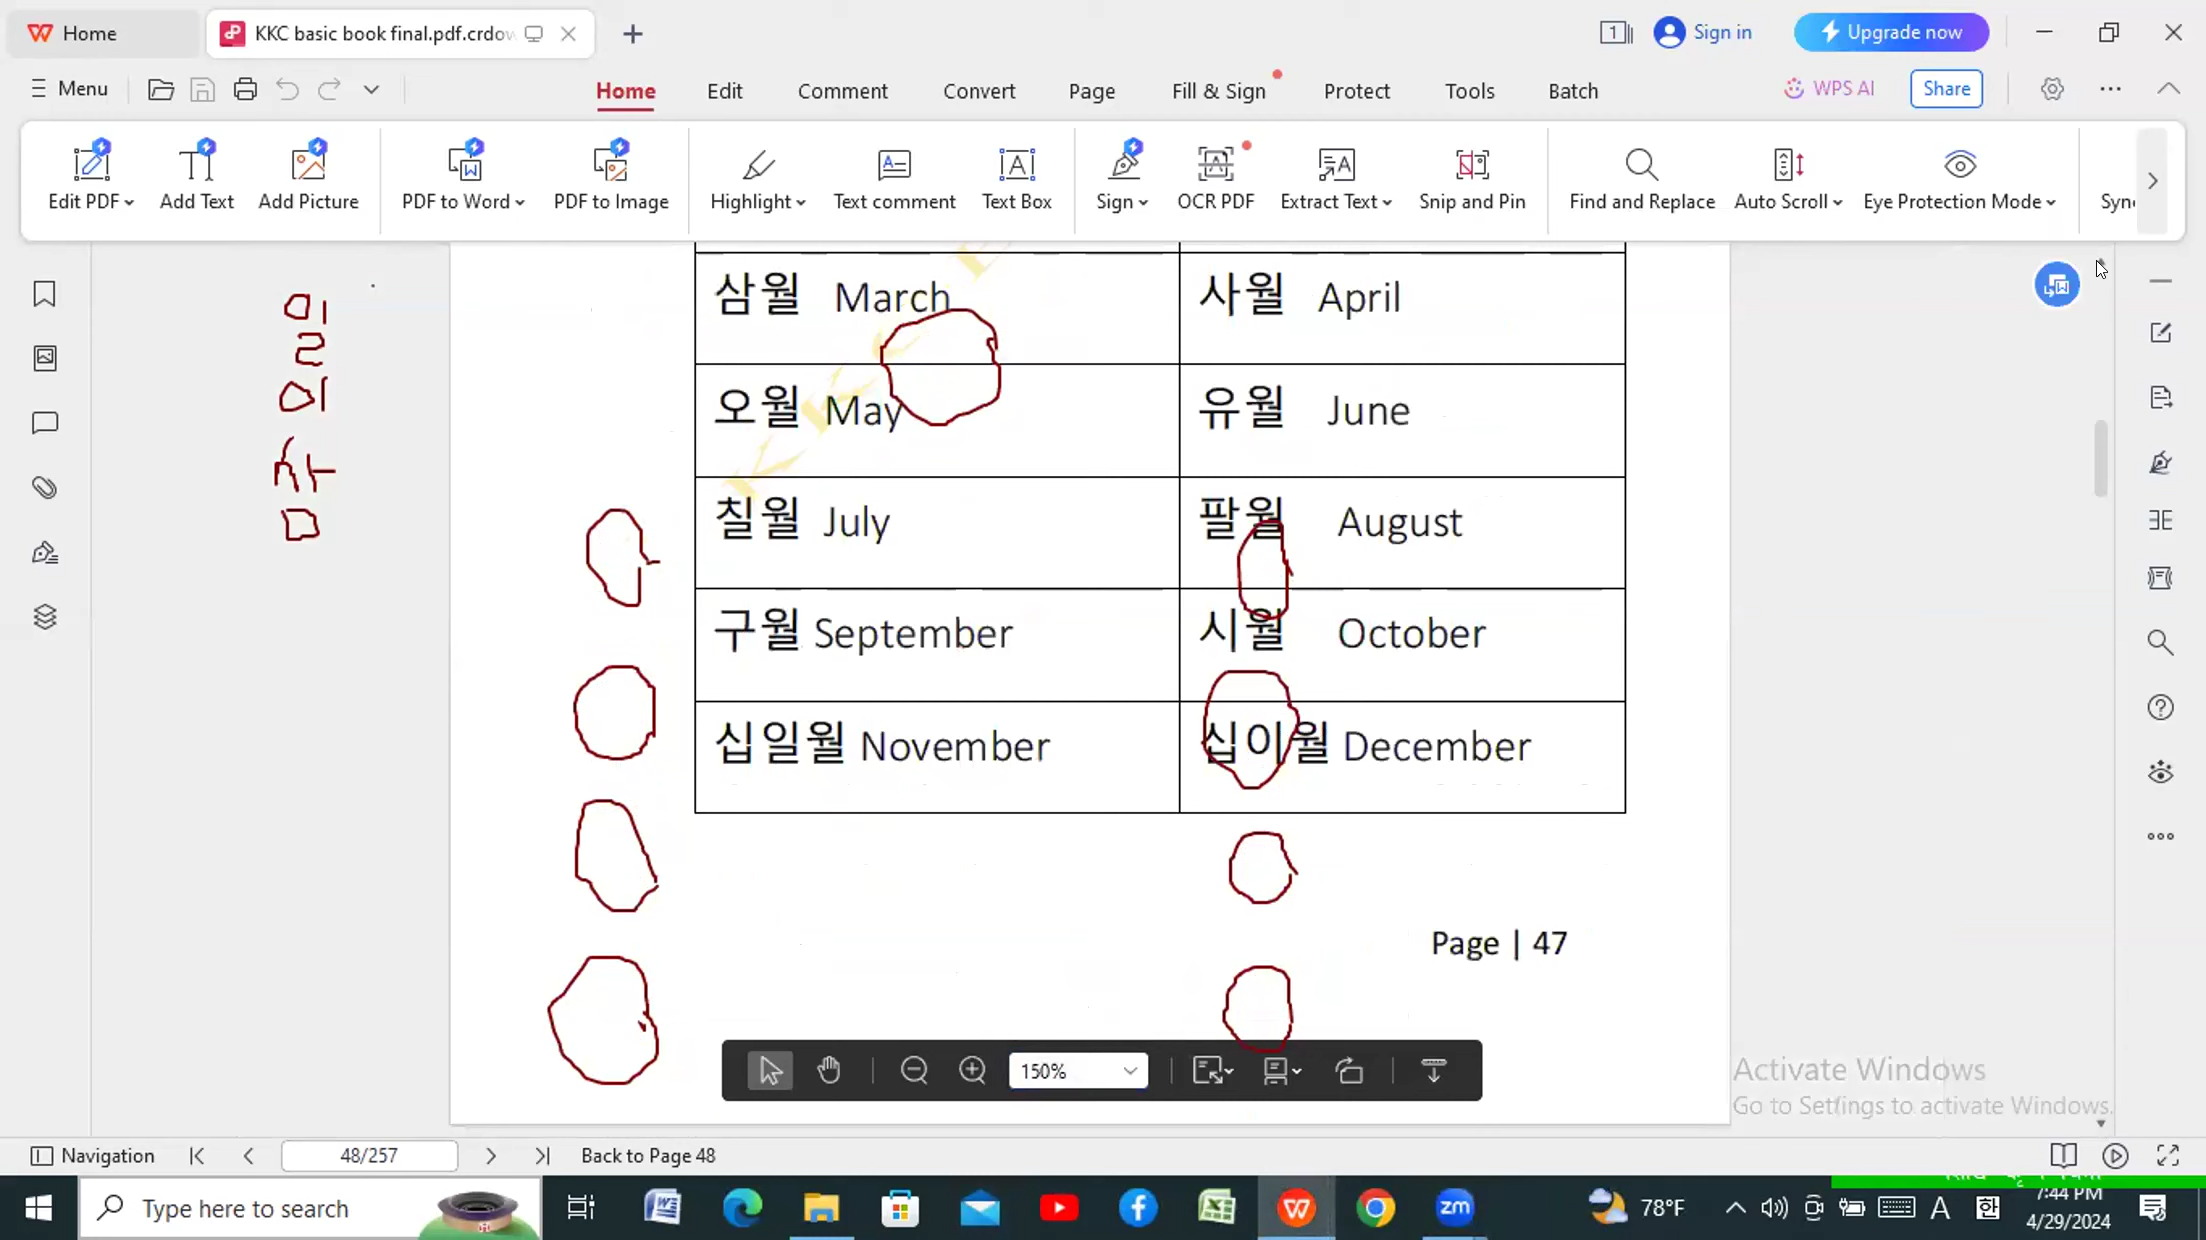 Home KKC basic book final.pdf.crdow 1 Sign in Upgrade now
Menu Home Edit Comment Convert Page Fill & Sign Protect Tools Batch WPS AI Share
Edit PDF Add Text Add Picture PDF to Word PDF to Image Highlight Text comment Text Box Sign OCR PDF Extract Text Snip and Pin Find and Replace Auto Scroll Eye Protection Mode Syn
삼월 March 사월 April
오월 May 유월 June
칠월 July 팔월 August
구월 September 시월 October
십일월 November 십이월 December
Page | 47
150%
Activate Windows
Go to Settings to activate Windows.
Navigation 48/257 Back to Page 48
Type here to search 78°F A 한 7:44 PM
4/29/2024